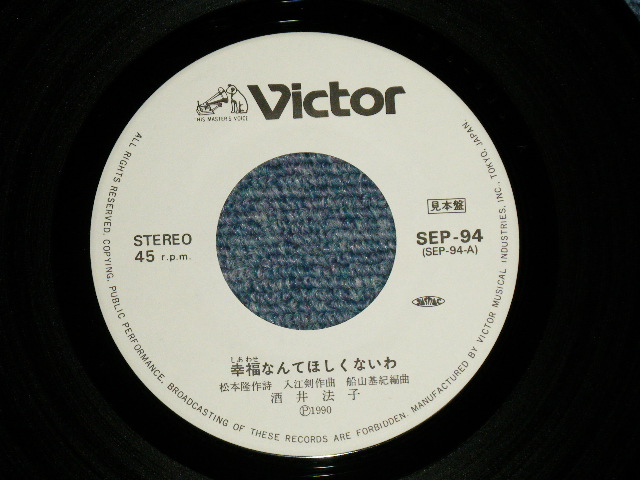 HIS MASTER'S VOICE
Victor
見本盤
STEREO
45 r.p.m.
SEP-94
(SEP-94-A)
しあわせ
幸福なんてほしくないわ
松本隆作詩 入江剣作曲 船山基紀編曲
酒井法子
Ⓟ1990
ALL RIGHTS RESERVED. COPYING, PUBLIC PERFORMANCE, BROADCASTING OF THESE RECORDS ARE FORBIDDEN. MANUFACTURED BY VICTOR MUSICAL INDUSTRIES, INC., TOKYO, JAPAN.